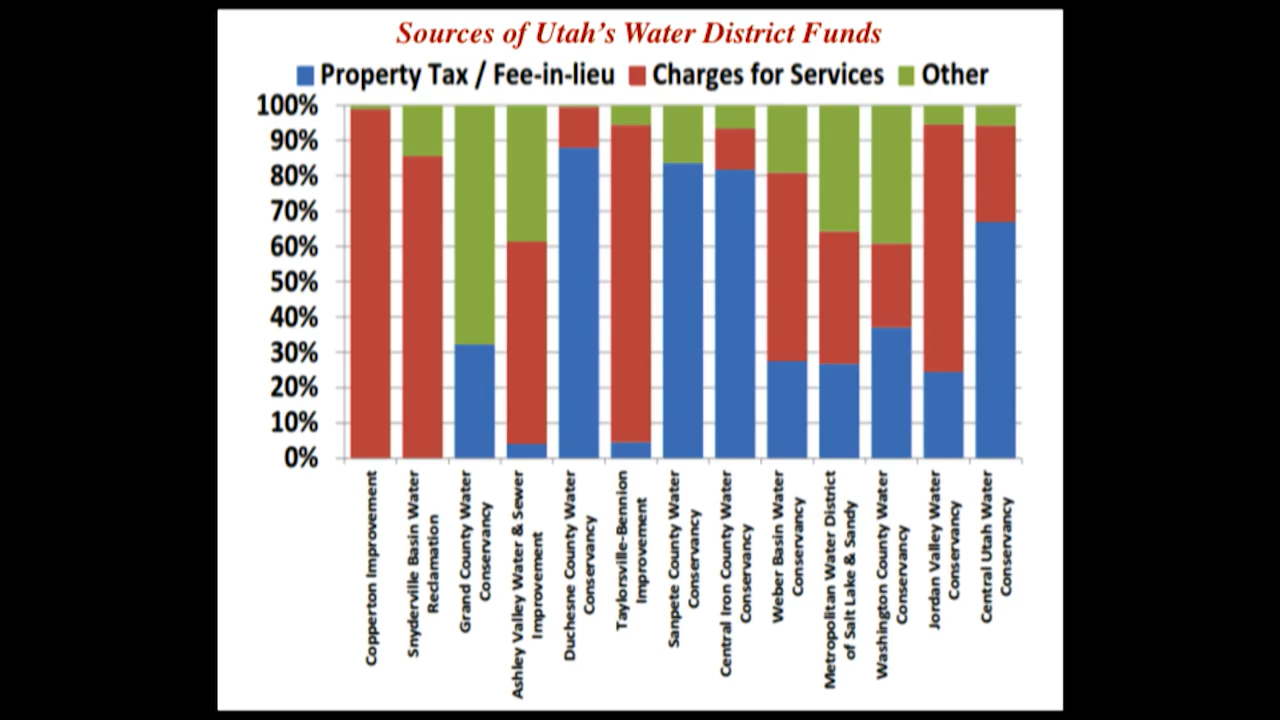 Sources of Utah's Water District Funds
Property Tax / Fee-in-lieu Charges for Services Other
100%
90%
80%
70%
60%
50%
40%
30%
20%
10%
0%
Copperton Improvement
Snyderville Basin Water
Reclamation
Grand County Water
Conservancy
Ashley Valley Water & Sewer
Improvement
Duchesne County Water
Conservancy
Taylorsville-Bennion
Improvement
Sanpete County Water
Conservancy
Central Iron County Water
Conservancy
Weber Basin Water
Conservancy
Metropolitan Water District
of Salt Lake & Sandy
Washington County Water
Conservancy
Jordan Valley Water
Conservancy
Central Utah Water
Conservancy